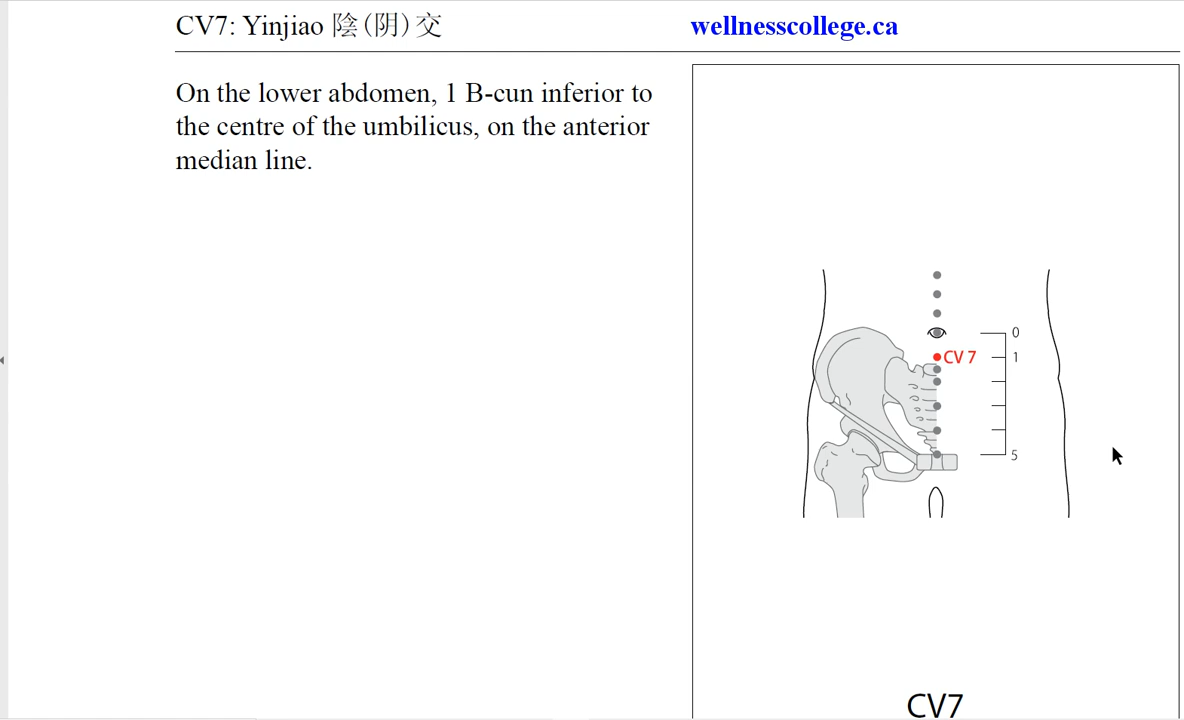 CV7: Yinjiao 陰(阴)交
wellnesscollege.ca
On the lower abdomen, 1 B-cun inferior to
the centre of the umbilicus, on the anterior
median line.
0
CV 7
1
5
CV7